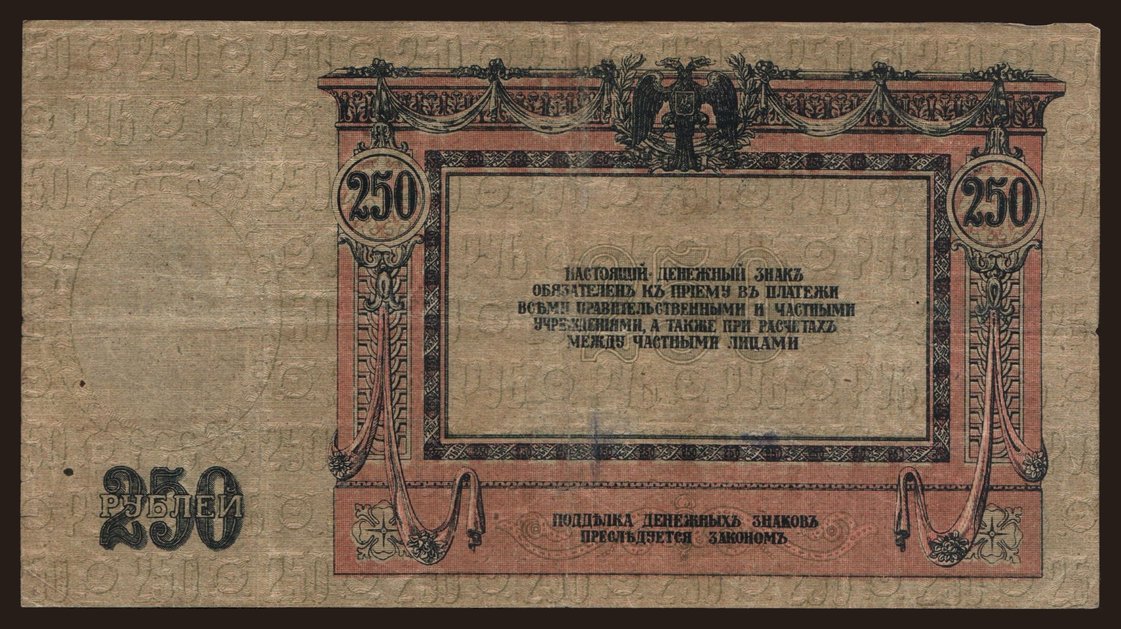 250
250
НАСТОЯЩІЙ ДЕНЕЖНЫЙ ЗНАКЪ
ОБЯЗАТЕЛЕНЪ КЪ ПРІЕМУ ВЪ ПЛАТЕЖИ
ВСѢМИ ПРАВИТЕЛЬСТВЕННЫМИ И ЧАСТНЫМИ
УЧРЕЖДЕНІЯМИ, А ТАКЖЕ ПРИ РАСЧЕТАХЪ
МЕЖДУ ЧАСТНЫМИ ЛИЦАМИ
250
РУБЛЕЙ
ПОДДѢЛКА ДЕНЕЖНЫХЪ ЗНАКОВЪ
ПРЕСЛѢДУЕТСЯ ЗАКОНОМЪ